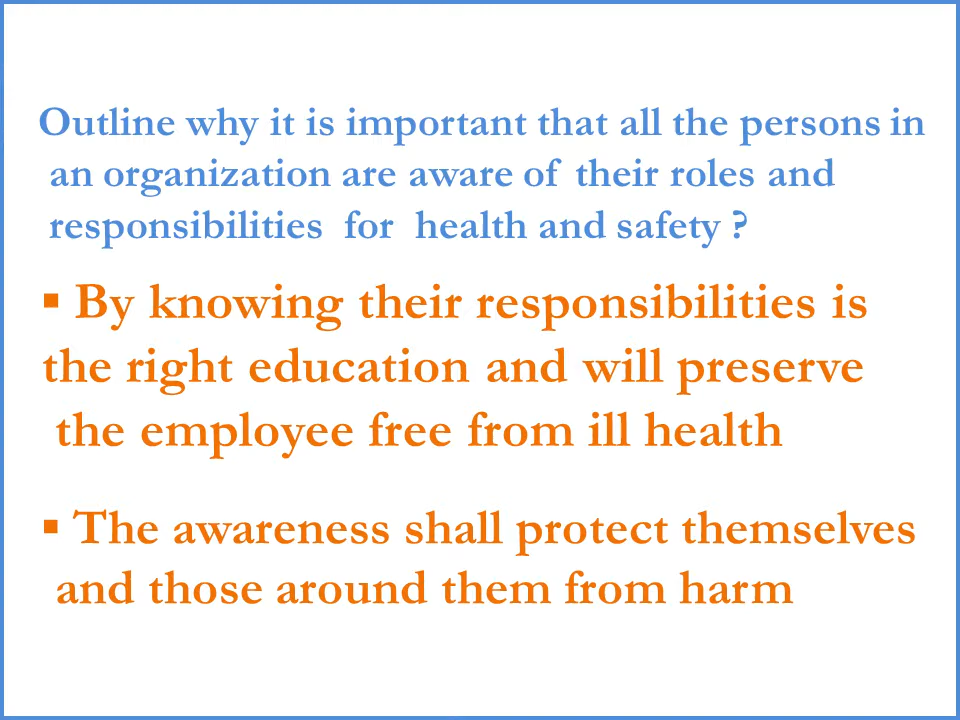 Outline why it is important that all the persons in
an organization are aware of their roles and
responsibilities for health and safety ?
▪ By knowing their responsibilities is
the right education and will preserve
the employee free from ill health
▪ The awareness shall protect themselves
and those around them from harm